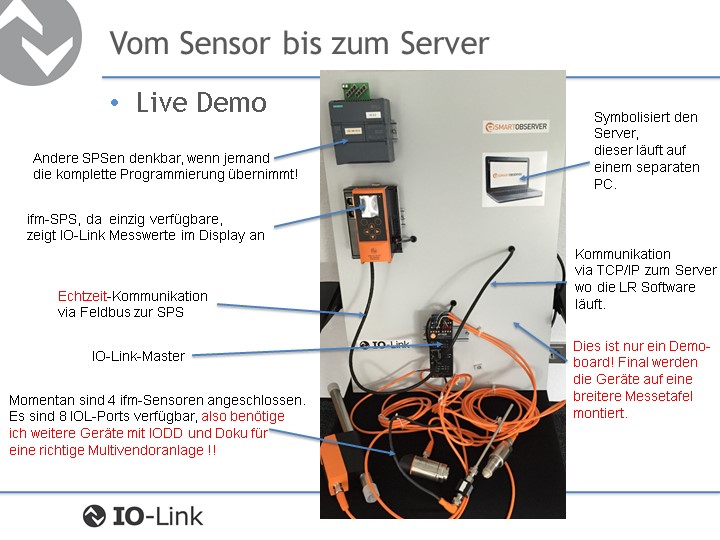 Vom Sensor bis zum Server
• Live Demo
Andere SPSen denkbar, wenn jemand
die komplette Programmierung übernimmt!
ifm-SPS, da einzig verfügbare,
zeigt IO-Link Messwerte im Display an
Echtzeit-Kommunikation
via Feldbus zur SPS
IO-Link-Master
Momentan sind 4 ifm-Sensoren angeschlossen.
Es sind 8 IOL-Ports verfügbar, also benötige
ich weitere Geräte mit IODD und Doku für
eine richtige Multivendoranlage !!
SMARTOBSERVER
IO-Link
Symbolisiert den
Server,
dieser läuft auf
einem separaten
PC.
Kommunikation
via TCP/IP zum Server
wo die LR Software
läuft.
Dies ist nur ein Demo-
board! Final werden
die Geräte auf eine
breitere Messetafel
montiert.
IO-Link